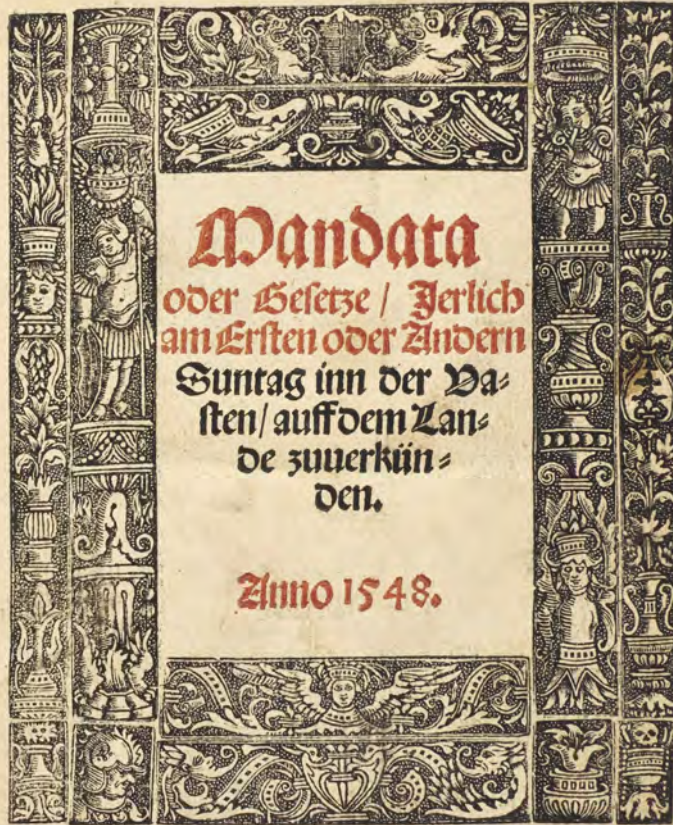 Mandata
oder Gesetze / Jerlich
am Ersten oder Andern
Suntag inn der Va⸗
sten / auff dem Lan⸗
de zuuerkün⸗
den.
Anno 1548.